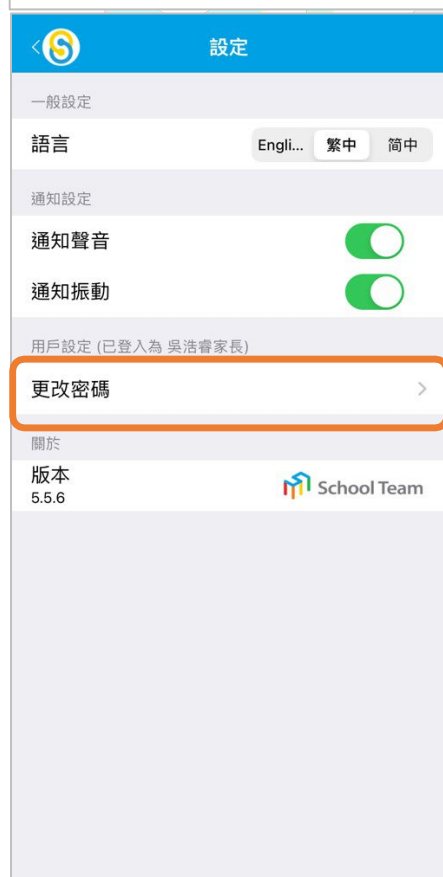 設定
一般設定
語言
Engli... 繁中 简中
通知設定
通知聲音
通知振動
用戶設定 (已登入為 吳浩睿家長)
更改密碼
關於
版本
5.5.6
School Team